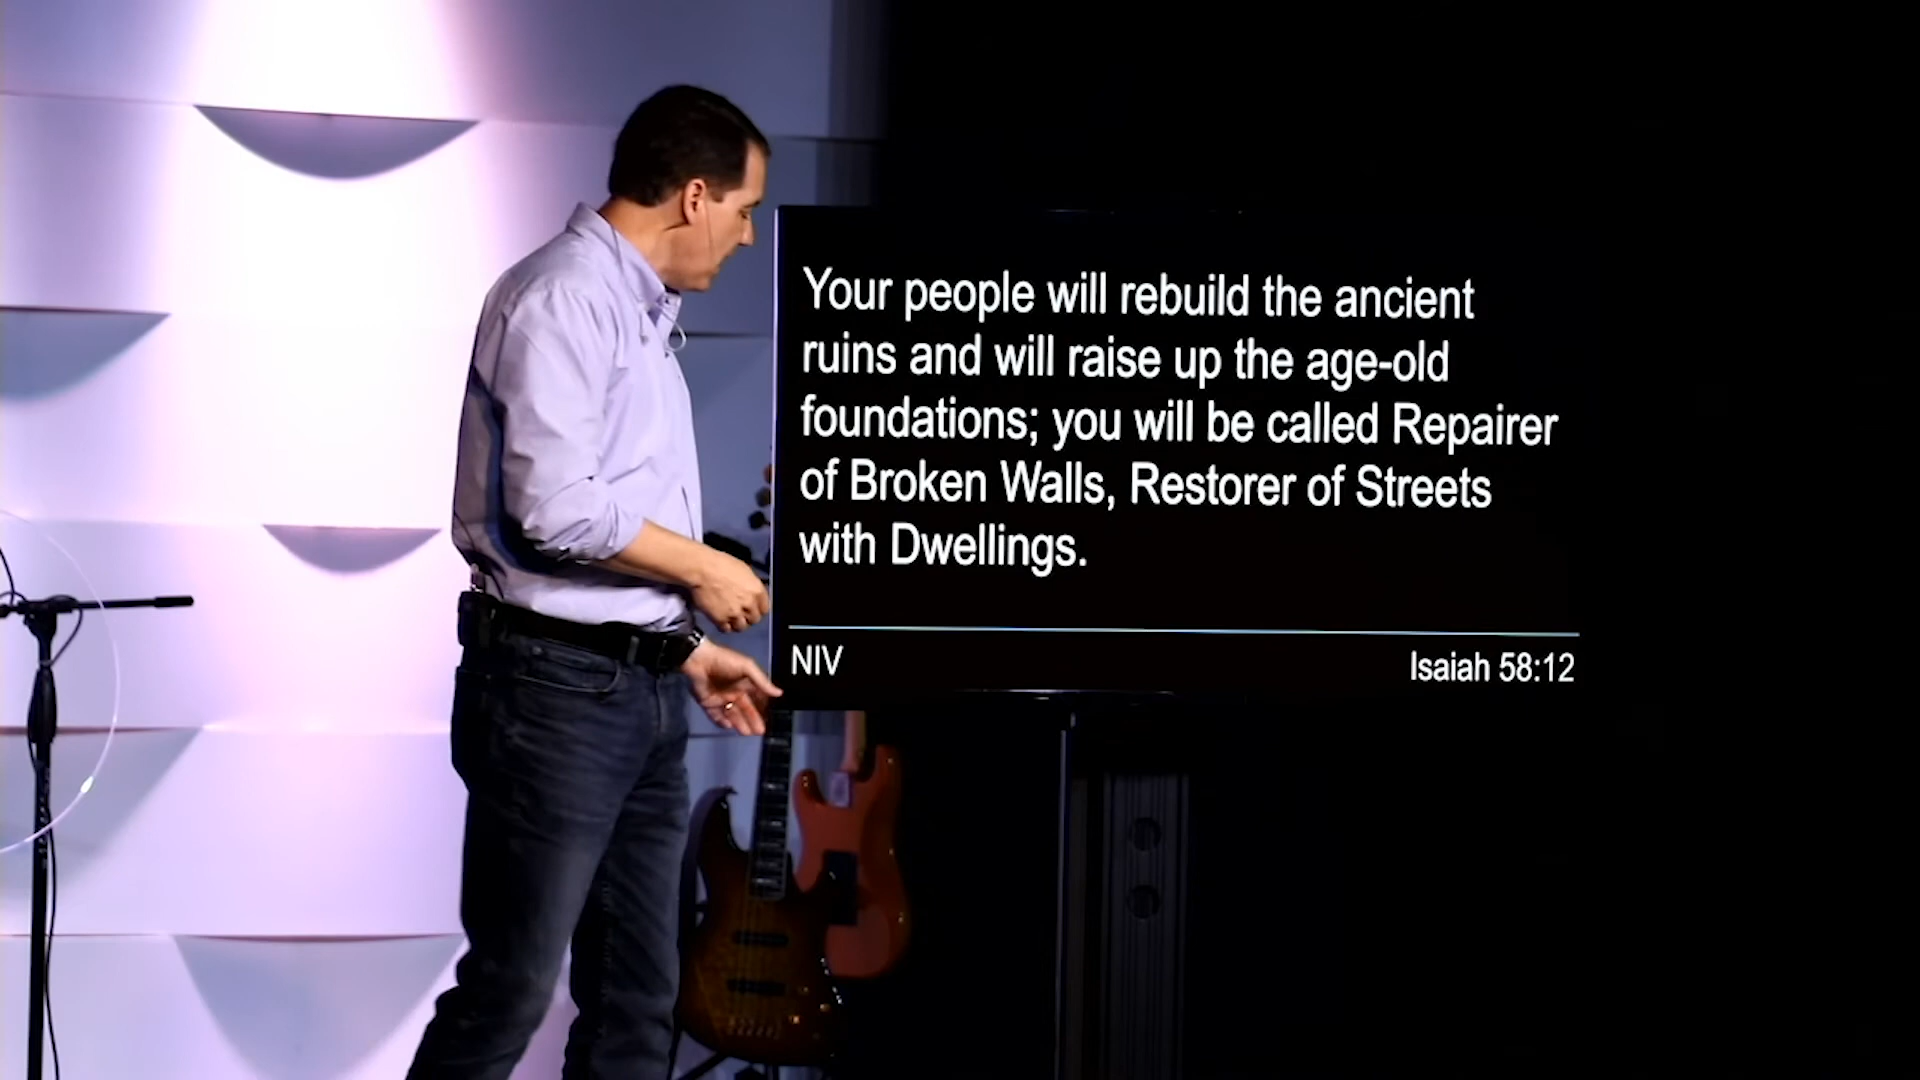 Your people will rebuild the ancient
ruins and will raise up the age-old
foundations; you will be called Repairer
of Broken Walls, Restorer of Streets
with Dwellings.
NIV
Isaiah 58:12